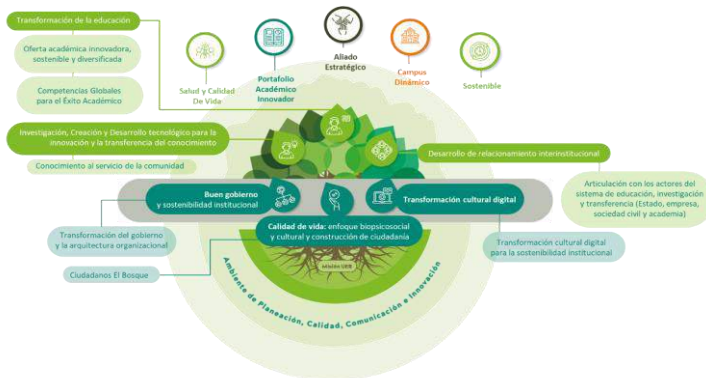 Transformación de la educación
Oferta académica innovadora,
sostenible y diversificada
Competencias Globales
para el Éxito Académico
Salud y Calidad
De Vida
Portafolio
Académico
Innovador
Aliado
Estratégico
Campus
Dinámico
Sostenible
Investigación, Creación y Desarrollo tecnológico para la
innovación y la transferencia del conocimiento
Conocimiento al servicio de la comunidad
Desarrollo de relacionamiento interinstitucional
Articulación con los actores del
sistema de educación, investigación
y transferencia (Estado, empresa,
sociedad civil y academia)
Buen gobierno
y sostenibilidad institucional
Transformación cultural digital
Transformación del gobierno
y la arquitectura organizacional
Calidad de vida: enfoque biopsicosocial
y cultural y construcción de ciudadanía
Transformación cultural digital
para la sostenibilidad institucional
Ciudadanos El Bosque
Ambiente de Planeación, Calidad, Comunicación e Innovación